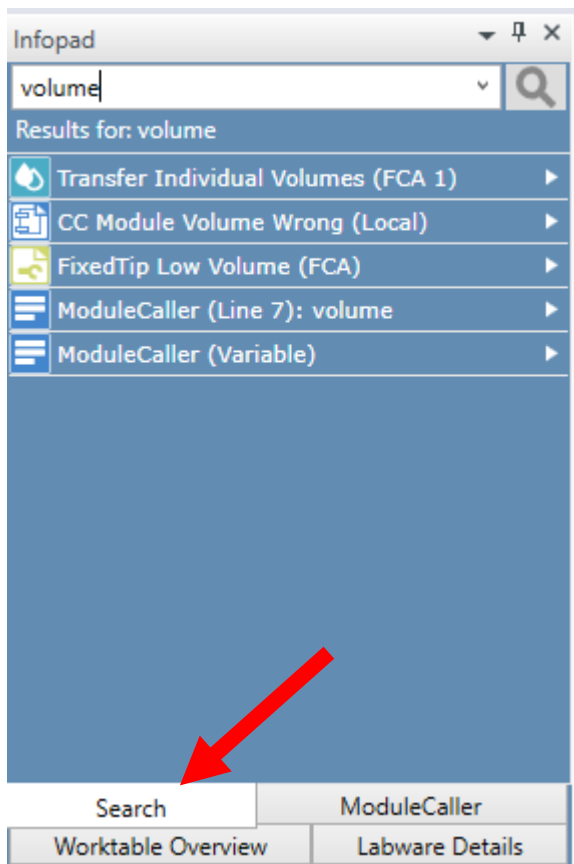 Infopad
volume
Results for: volume
Transfer Individual Volumes (FCA 1)
CC Module Volume Wrong (Local)
FixedTip Low Volume (FCA)
ModuleCaller (Line 7): volume
ModuleCaller (Variable)
Search
ModuleCaller
Worktable Overview
Labware Details